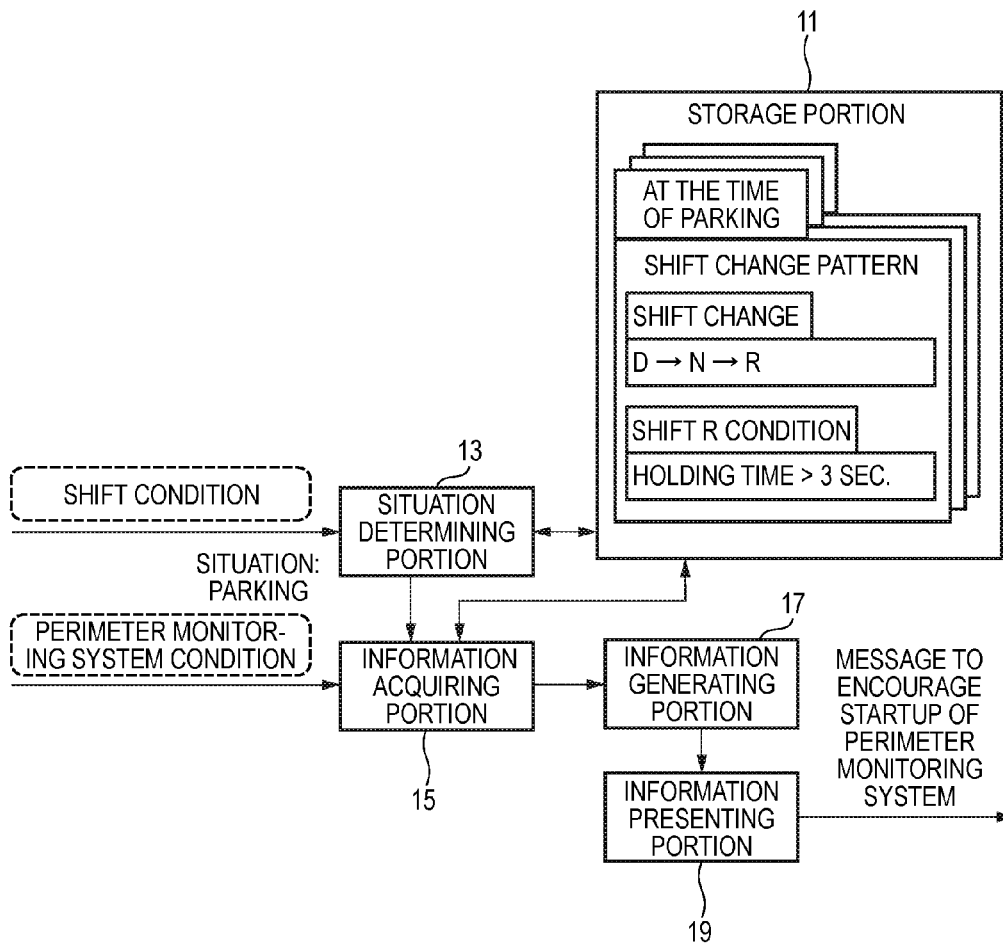 11
STORAGE PORTION
AT THE TIME
OF PARKING
SHIFT CHANGE PATTERN
SHIFT CHANGE
D → N → R
SHIFT R CONDITION
HOLDING TIME > 3 SEC.
13
SHIFT CONDITION
SITUATION
DETERMINING
PORTION
SITUATION:
PARKING
PERIMETER MONITOR-
ING SYSTEM CONDITION
INFORMATION
ACQUIRING
PORTION
15
17
INFORMATION
GENERATING
PORTION
MESSAGE TO
ENCOURAGE
STARTUP OF
PERIMETER
MONITORING
SYSTEM
INFORMATION
PRESENTING
PORTION
19